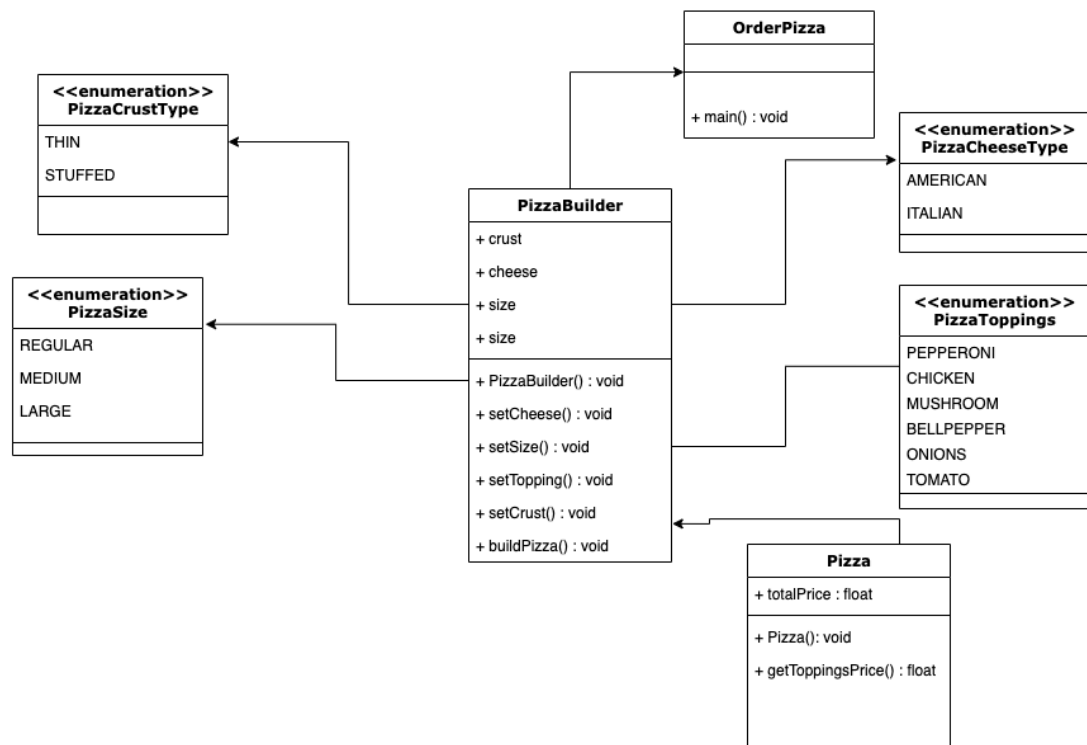 OrderPizza
+ main() : void
<<enumeration>>
PizzaCrustType
THIN
STUFFED
<<enumeration>>
PizzaCheeseType
AMERICAN
ITALIAN
PizzaBuilder
+ crust
+ cheese
+ size
+ size
+ PizzaBuilder() : void
+ setCheese() : void
+ setSize() : void
+ setTopping() : void
+ setCrust() : void
+ buildPizza() : void
<<enumeration>>
PizzaSize
REGULAR
MEDIUM
LARGE
<<enumeration>>
PizzaToppings
PEPPERONI
CHICKEN
MUSHROOM
BELLPEPPER
ONIONS
TOMATO
Pizza
+ totalPrice : float
+ Pizza(): void
+ getToppingsPrice() : float